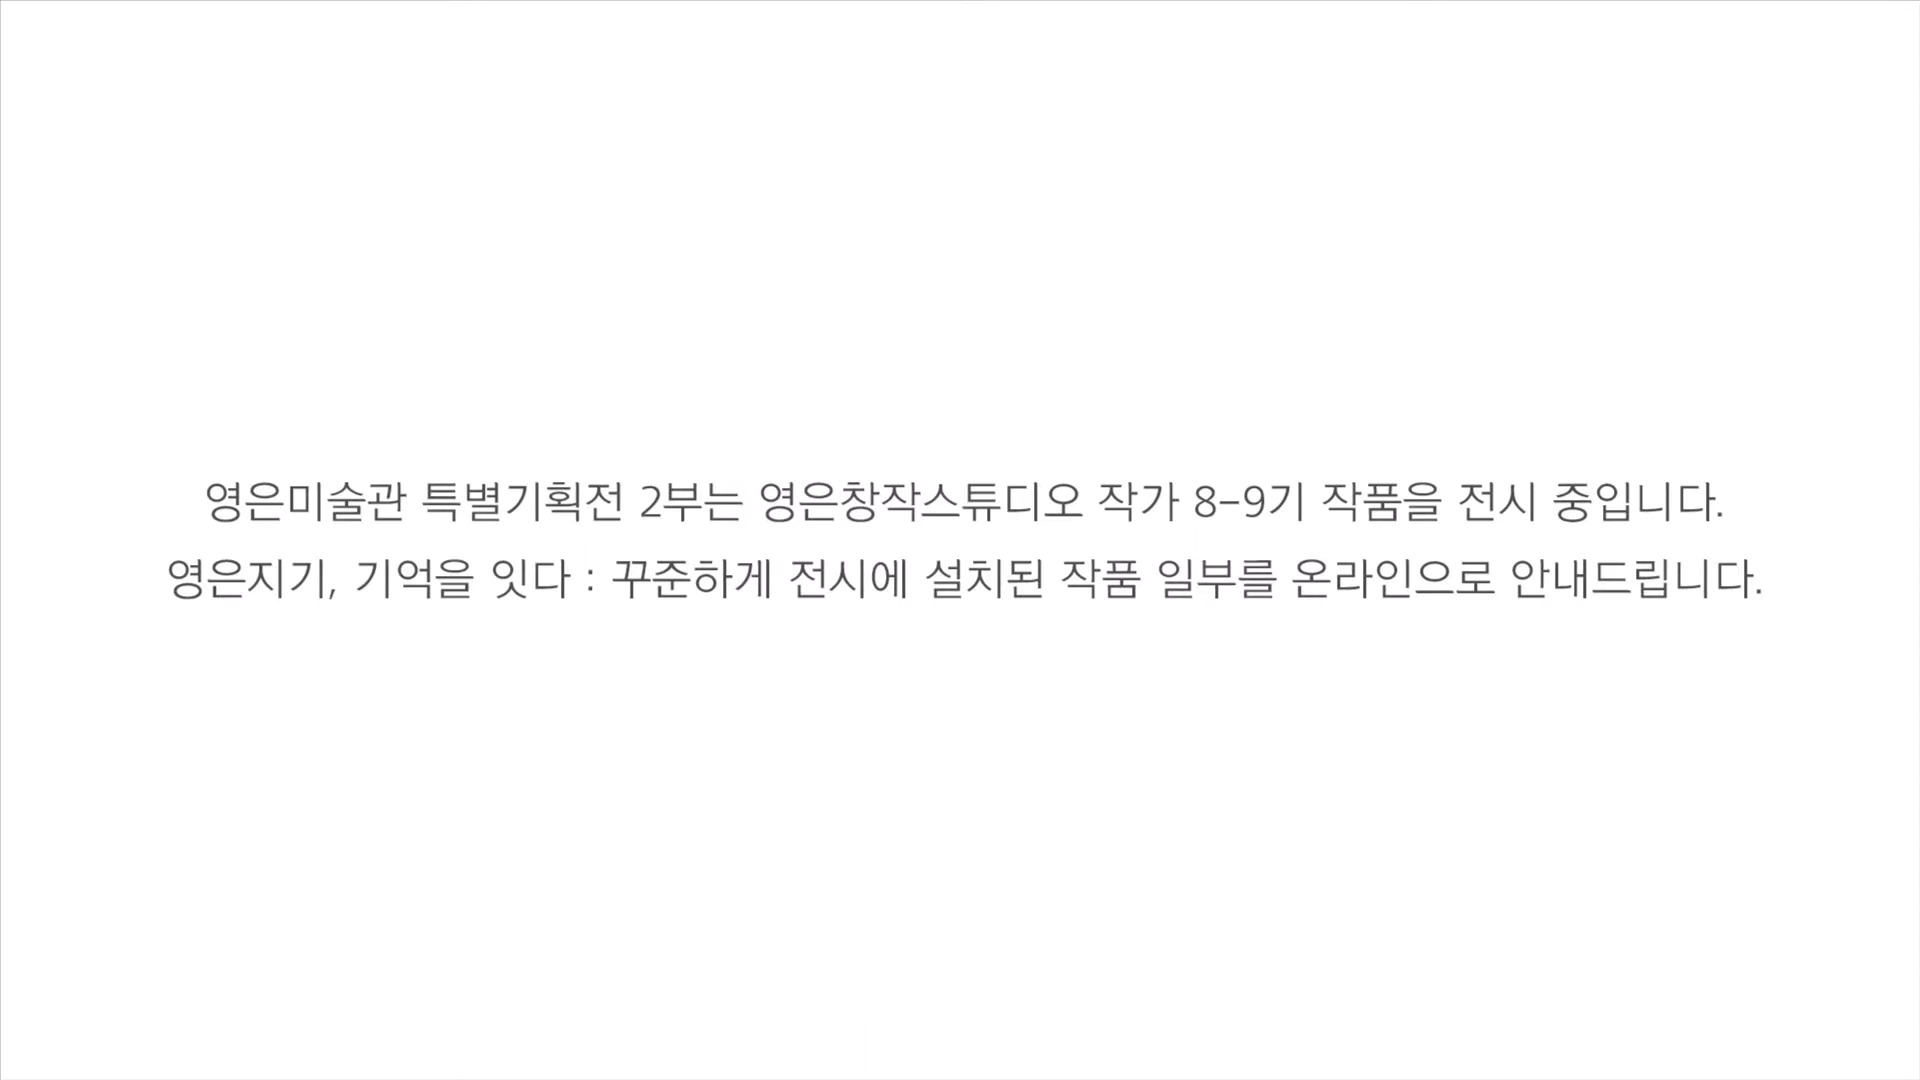 영은미술관 특별기획전 2부는 영은창작스튜디오 작가 8-9기 작품을 전시 중입니다.
영은지기, 기억을 잇다 : 꾸준하게 전시에 설치된 작품 일부를 온라인으로 안내드립니다.